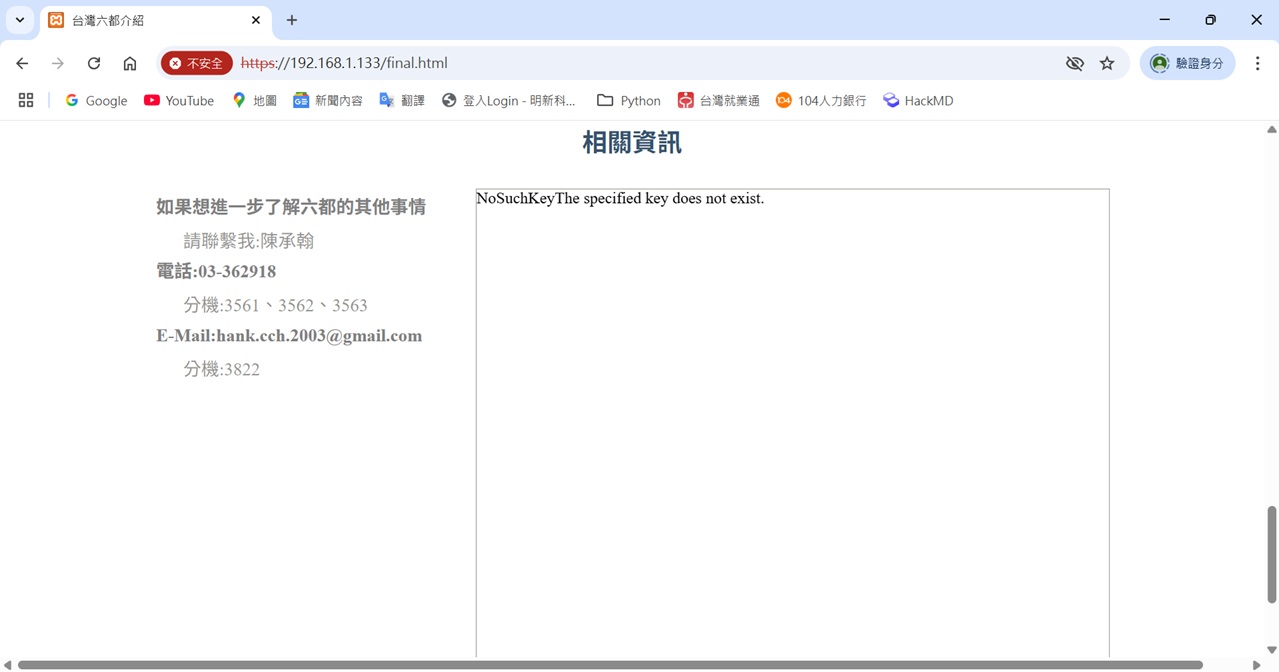 台灣六都介紹
不安全 https://192.168.1.133/final.html 驗證身分
Google YouTube 地圖 新聞內容 翻譯 登入Login - 明新科... Python 台灣就業通 104人力銀行 HackMD
相關資訊
如果想進一步了解六都的其他事情
請聯繫我:陳承翰
電話:03-362918
分機:3561、3562、3563
E-Mail:hank.cch.2003@gmail.com
分機:3822
NoSuchKeyThe specified key does not exist.